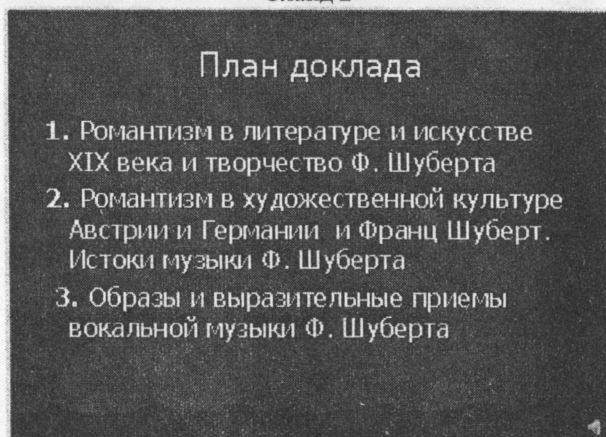 План доклада
1. Романтизм в литературе и искусстве
XIX века и творчество Ф. Шуберта
2. Романтизм в художественной культуре
Австрии и Германии и Франц Шуберт.
Истоки музыки Ф. Шуберта
3. Образы и выразительные приемы
вокальной музыки Ф. Шуберта